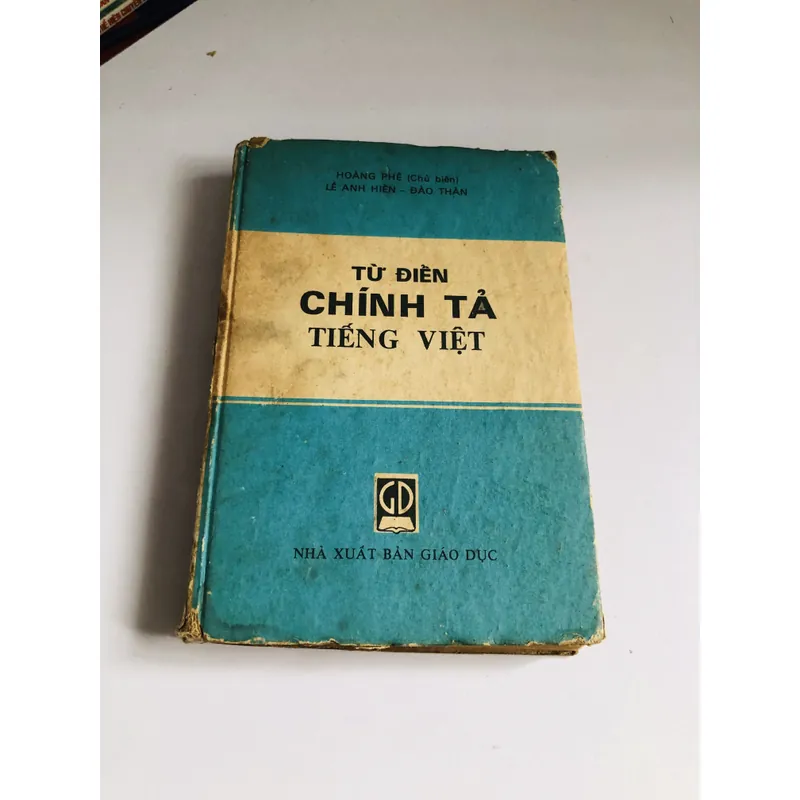 HOÀNG PHÊ (Chủ biên)
LÊ ANH HIỀN - ĐÀO THẢN
TỪ ĐIỂN
CHÍNH TẢ
TIẾNG VIỆT
GD
NHÀ XUẤT BẢN GIÁO DỤC